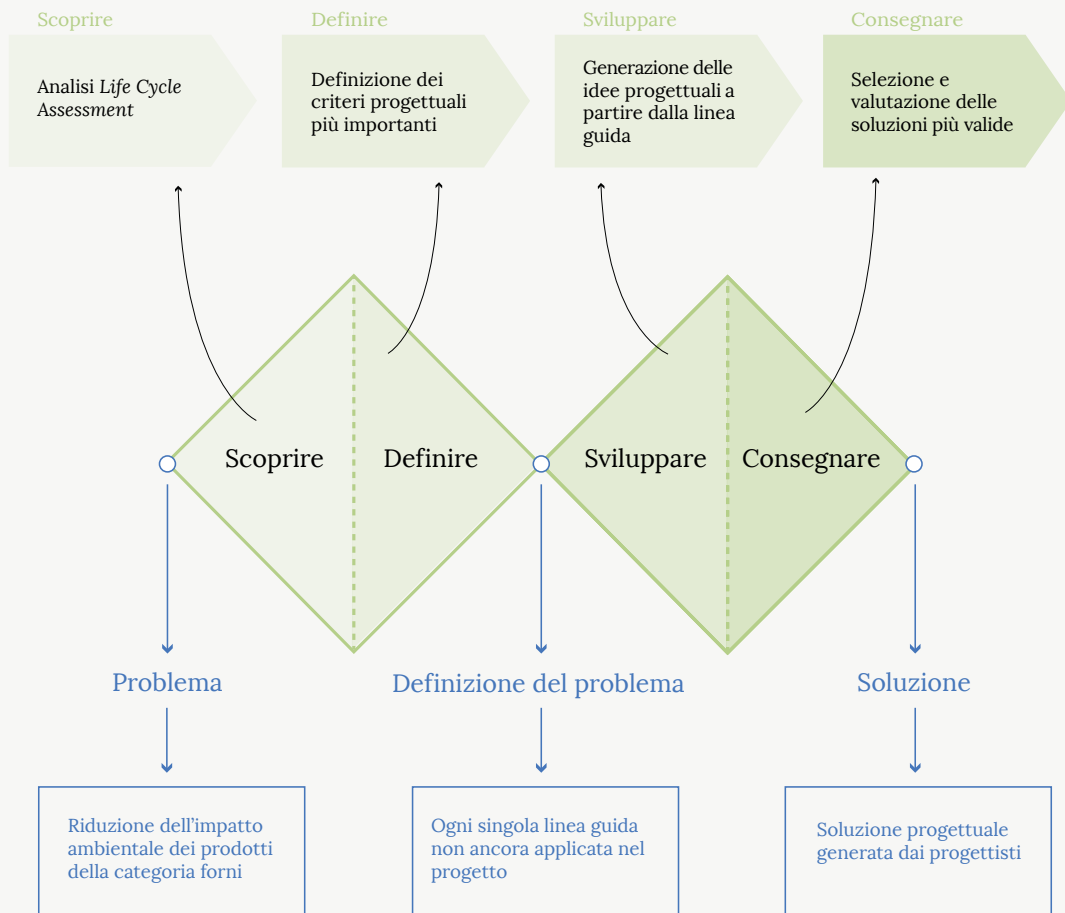 Scoprire
Definire
Sviluppare
Consegnare
Analisi Life Cycle
Assessment
Definizione dei
criteri progettuali
più importanti
Generazione delle
idee progettuali a
partire dalla linea
guida
Selezione e
valutazione delle
soluzioni più valide
Scoprire
Definire
Sviluppare
Consegnare
Problema
Definizione del problema
Soluzione
Riduzione dell'impatto
ambientale dei prodotti
della categoria forni
Ogni singola linea guida
non ancora applicata nel
progetto
Soluzione progettuale
generata dai progettisti